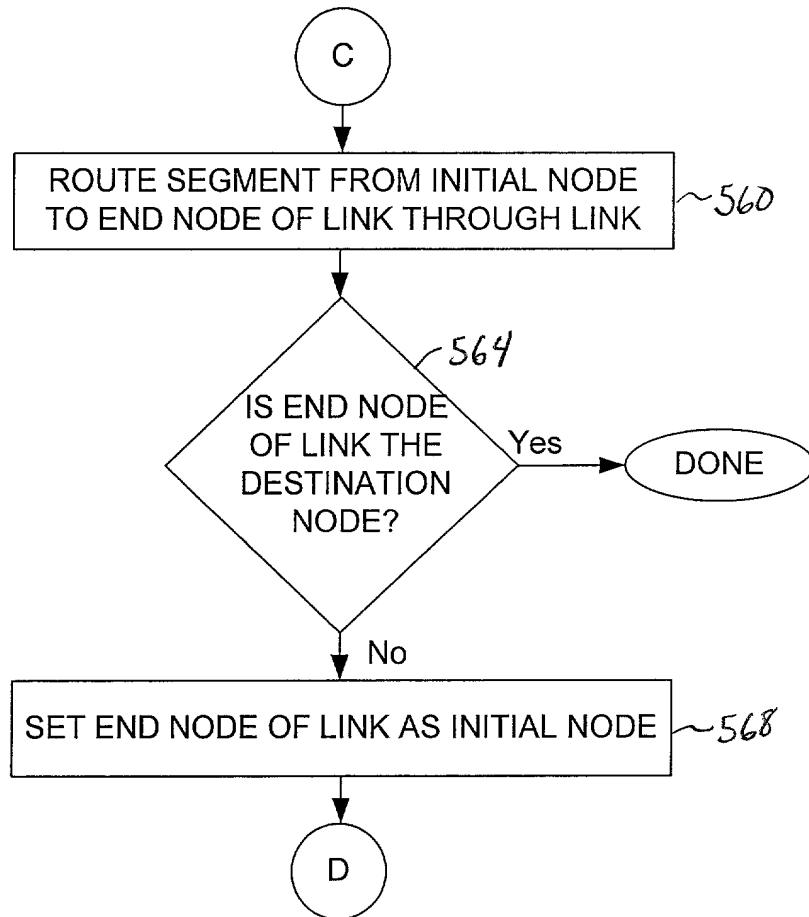 C
ROUTE SEGMENT FROM INITIAL NODE
TO END NODE OF LINK THROUGH LINK
560
564
IS END NODE
OF LINK THE
DESTINATION
NODE?
Yes
DONE
No
SET END NODE OF LINK AS INITIAL NODE
568
D